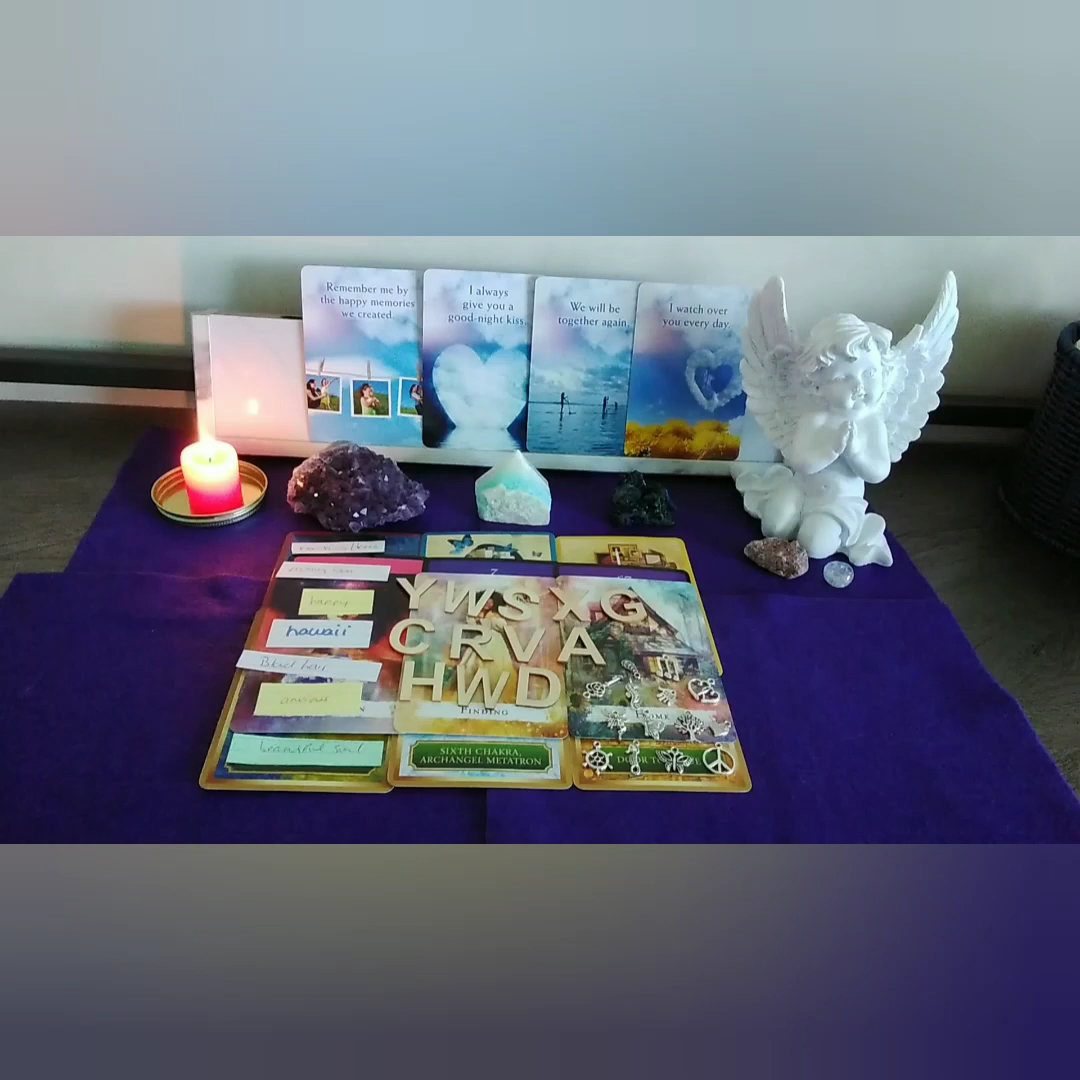 Remember me by
the happy memories
we created.
I always
give you a
good-night kiss.
We will be
together again.
I watch over
you every day.
7
happy
hawaii
YWSXG
CRVA
HWD
FINDING
beautiful soul
SIXTH CHAKRA,
ARCHANGEL METATRON